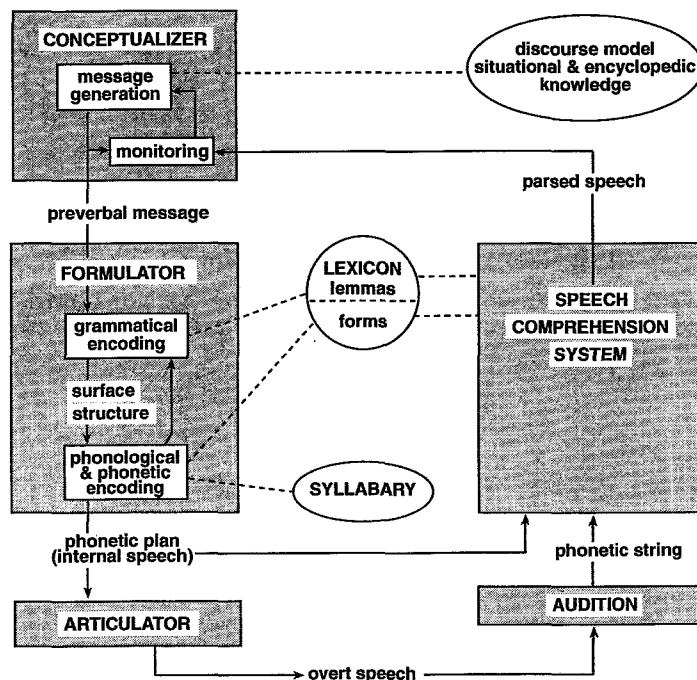 CONCEPTUALIZER
message
generation
monitoring
discourse model
situational & encyclopedic
knowledge
parsed speech
preverbal message
FORMULATOR
grammatical
encoding
surface
structure
phonological
& phonetic
encoding
LEXICON
lemmas
forms
SYLLABARY
SPEECH
COMPREHENSION
SYSTEM
phonetic plan
(internal speech)
phonetic string
ARTICULATOR
AUDITION
overt speech